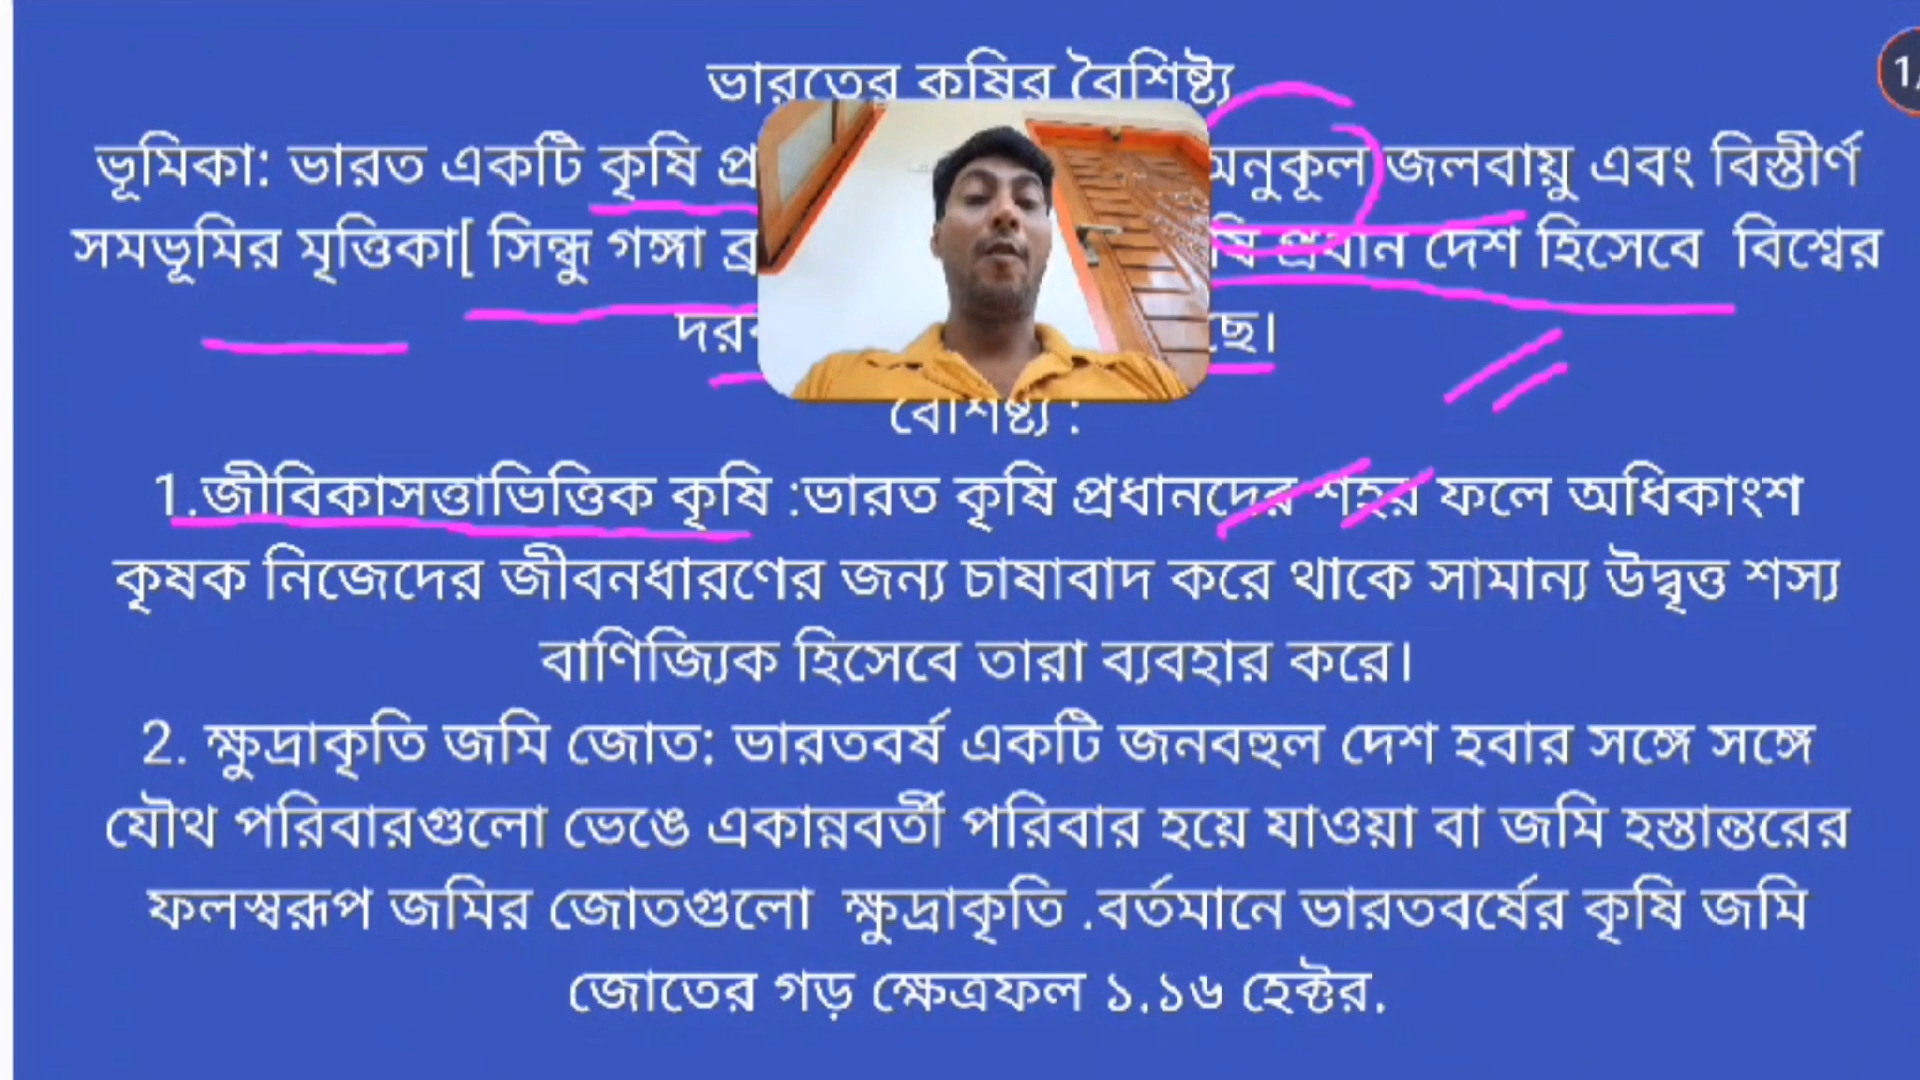 ভারতের কৃষির বৈশিষ্ট্য
1
ভূমিকা: ভারত একটি কৃষি অনুকূল জলবায়ু এবং বিস্তীর্ণ
সমভূমির মৃত্তিকা[ সিন্ধু গঙ্গা প্রধান দেশ হিসেবে বিশ্বের
বৈশিষ্ট্য :
1.জীবিকাসত্তাভিত্তিক কৃষি :ভারত কৃষি প্রধানদের শহর ফলে অধিকাংশ
কৃষক নিজেদের জীবনধারণের জন্য চাষাবাদ করে থাকে সামান্য উদ্বৃত্ত শস্য
বাণিজ্যিক হিসেবে তারা ব্যবহার করে।
2. ক্ষুদ্রাকৃতি জমি জোত: ভারতবর্ষ একটি জনবহুল দেশ হবার সঙ্গে সঙ্গে
যৌথ পরিবারগুলো ভেঙে একান্নবর্তী পরিবার হয়ে যাওয়া বা জমি হস্তান্তরের
ফলস্বরূপ জমির জোতগুলো ক্ষুদ্রাকৃতি .বর্তমানে ভারতবর্ষের কৃষি জমি
জোতের গড় ক্ষেত্রফল ১.১৬ হেক্টর.